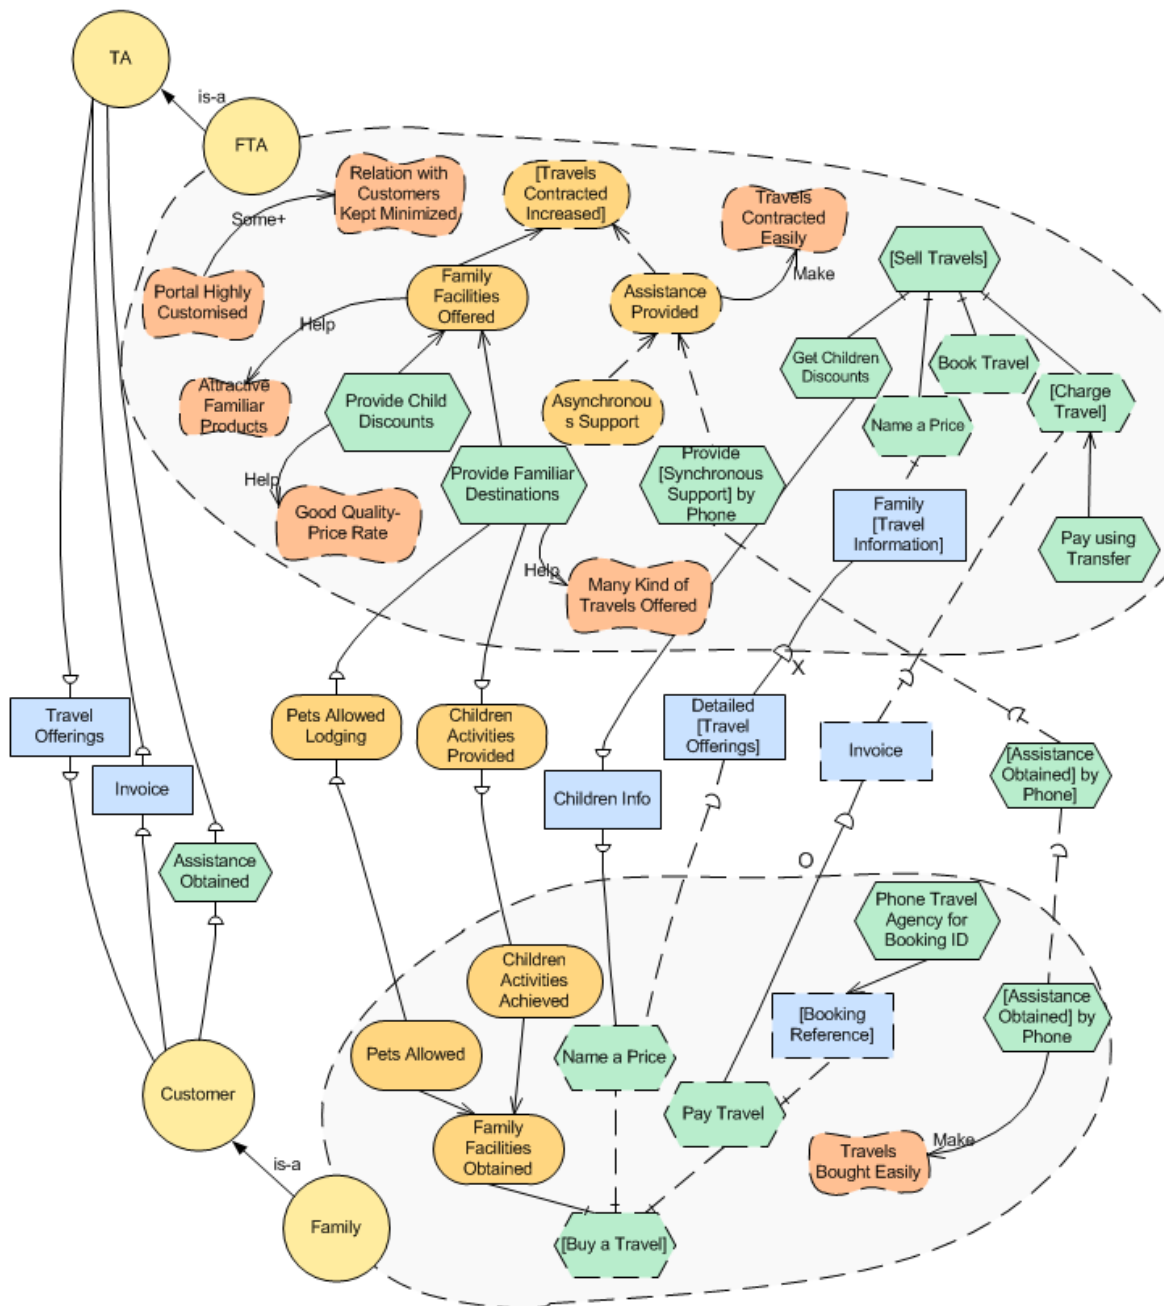 TA
is-a
FTA
Relation with
Customers
Kept Minimized
[Travels
Contracted
Increased]
Travels
Contracted
Easily
Some+
[Sell Travels]
Make
Portal Highly
Customised
Family
Facilities
Offered
Assistance
Provided
Help
Get Children
Discounts
Book Travel
[Charge
Travel]
Attractive
Familiar
Products
Provide Child
Discounts
Asynchronou
s Support
Name a Price
Help
Provide Familiar
Destinations
Provide
[Synchronous
Support] by
Phone
Good Quality-
Price Rate
Family
[Travel
Information]
Pay using
Transfer
Help
Many Kind of
Travels Offered
X
Travel
Offerings
Pets Allowed
Lodging
Children
Activities
Provided
Detailed
[Travel
Offerings]
Invoice
[Assistance
Obtained] by
Phone]
Invoice
Children Info
Assistance
Obtained
O
Phone Travel
Agency for
Booking ID
Children
Activities
Achieved
[Booking
Reference]
[Assistance
Obtained] by
Phone
Pets Allowed
Name a Price
Customer
Pay Travel
Family
Facilities
Obtained
Make
Travels
Bought Easily
is-a
Family
[Buy a Travel]